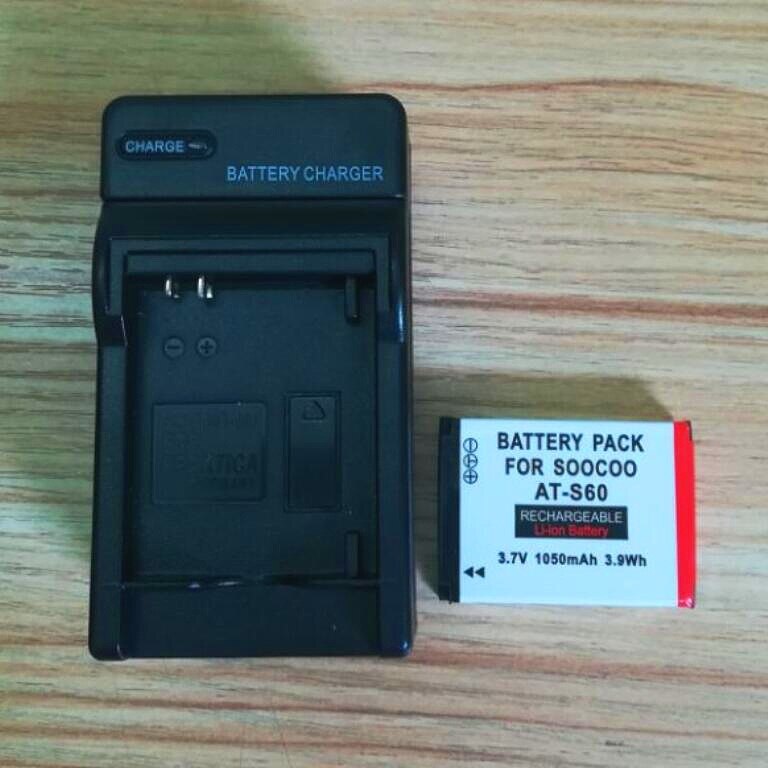 CHARGE
BATTERY CHARGER
BATTERY PACK
FOR SOOCOO
AT-S60
RECHARGEABLE
Li-ion Battery
3.7V 1050mAh 3.9Wh